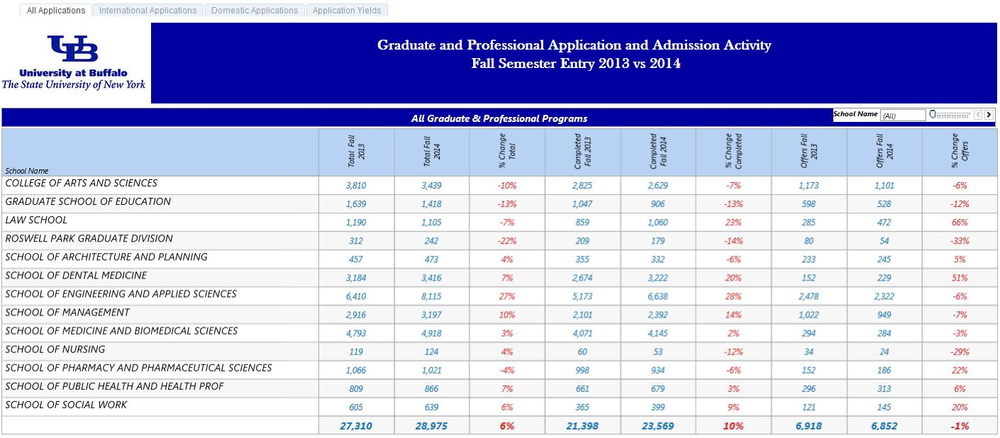 All Applications International Applications Domestic Applications Application Yields
UB
University at Buffalo
The State University of New York
Graduate and Professional Application and Admission Activity
Fall Semester Entry 2013 vs 2014
All Graduate & Professional Programs
School Name (All)
School Name Total Fall 2013 Total Fall 2014 % Change Total Completed Fall 2013 Completed Fall 2014 % Change Completed Offers Fall 2013 Offers Fall 2014 % Change Offers
COLLEGE OF ARTS AND SCIENCES 3,810 3,439 -10% 2,825 2,629 -7% 1,173 1,101 -6%
GRADUATE SCHOOL OF EDUCATION 1,639 1,418 -13% 1,047 906 -13% 598 528 -12%
LAW SCHOOL 1,190 1,105 -7% 859 1,060 23% 285 472 66%
ROSWELL PARK GRADUATE DIVISION 312 242 -22% 209 179 -14% 80 54 -33%
SCHOOL OF ARCHITECTURE AND PLANNING 457 473 4% 355 332 -6% 233 245 5%
SCHOOL OF DENTAL MEDICINE 3,184 3,416 7% 2,674 3,222 20% 152 229 51%
SCHOOL OF ENGINEERING AND APPLIED SCIENCES 6,410 8,115 27% 5,173 6,638 28% 2,478 2,322 -6%
SCHOOL OF MANAGEMENT 2,916 3,197 10% 2,101 2,392 14% 1,022 949 -7%
SCHOOL OF MEDICINE AND BIOMEDICAL SCIENCES 4,793 4,918 3% 4,071 4,145 2% 294 284 -3%
SCHOOL OF NURSING 119 124 4% 60 53 -12% 34 24 -29%
SCHOOL OF PHARMACY AND PHARMACEUTICAL SCIENCES 1,066 1,021 -4% 998 934 -6% 152 186 22%
SCHOOL OF PUBLIC HEALTH AND HEALTH PROF 809 866 7% 661 679 3% 296 313 6%
SCHOOL OF SOCIAL WORK 605 639 6% 365 399 9% 121 145 20%
27,310 28,975 6% 21,398 23,569 10% 6,918 6,852 -1%